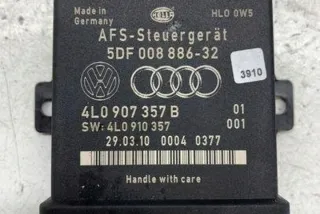 Made in
Germany
HELLA
HLO 0W5
AFS-Steuergerät
5DF 008 886-32
3910
4L0 907 357 B 01
SW: 4L0 910 357 001
29.03.10 0004 0377
Handle with care